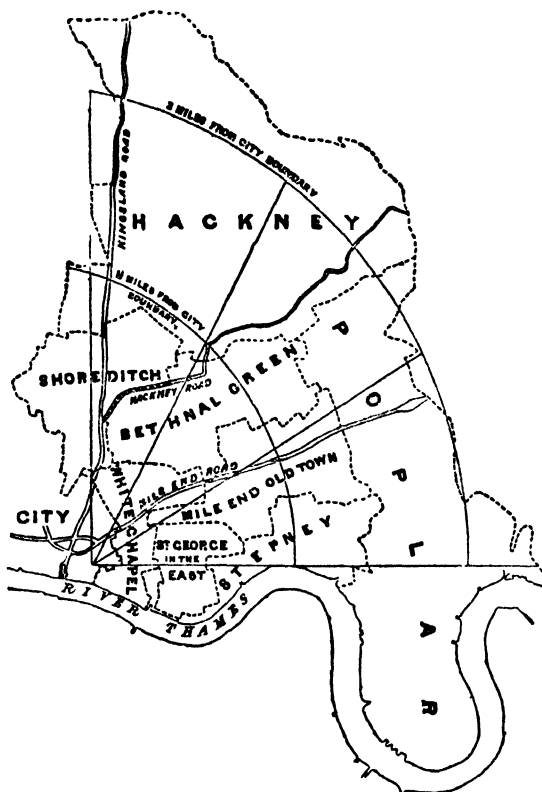 3 MILES FROM CITY BOUNDARY
KINGSLAND ROAD
HACKNEY
1½ MILES FROM CITY
BOUNDARY.
SHOREDITCH
HACKNEY ROAD
BETHNAL GREEN
POPLAR
WHITECHAPEL
MILE END ROAD
MILE END OLD TOWN
CITY
ST GEORGE
IN THE
EAST
STEPNEY
RIVER THAMES